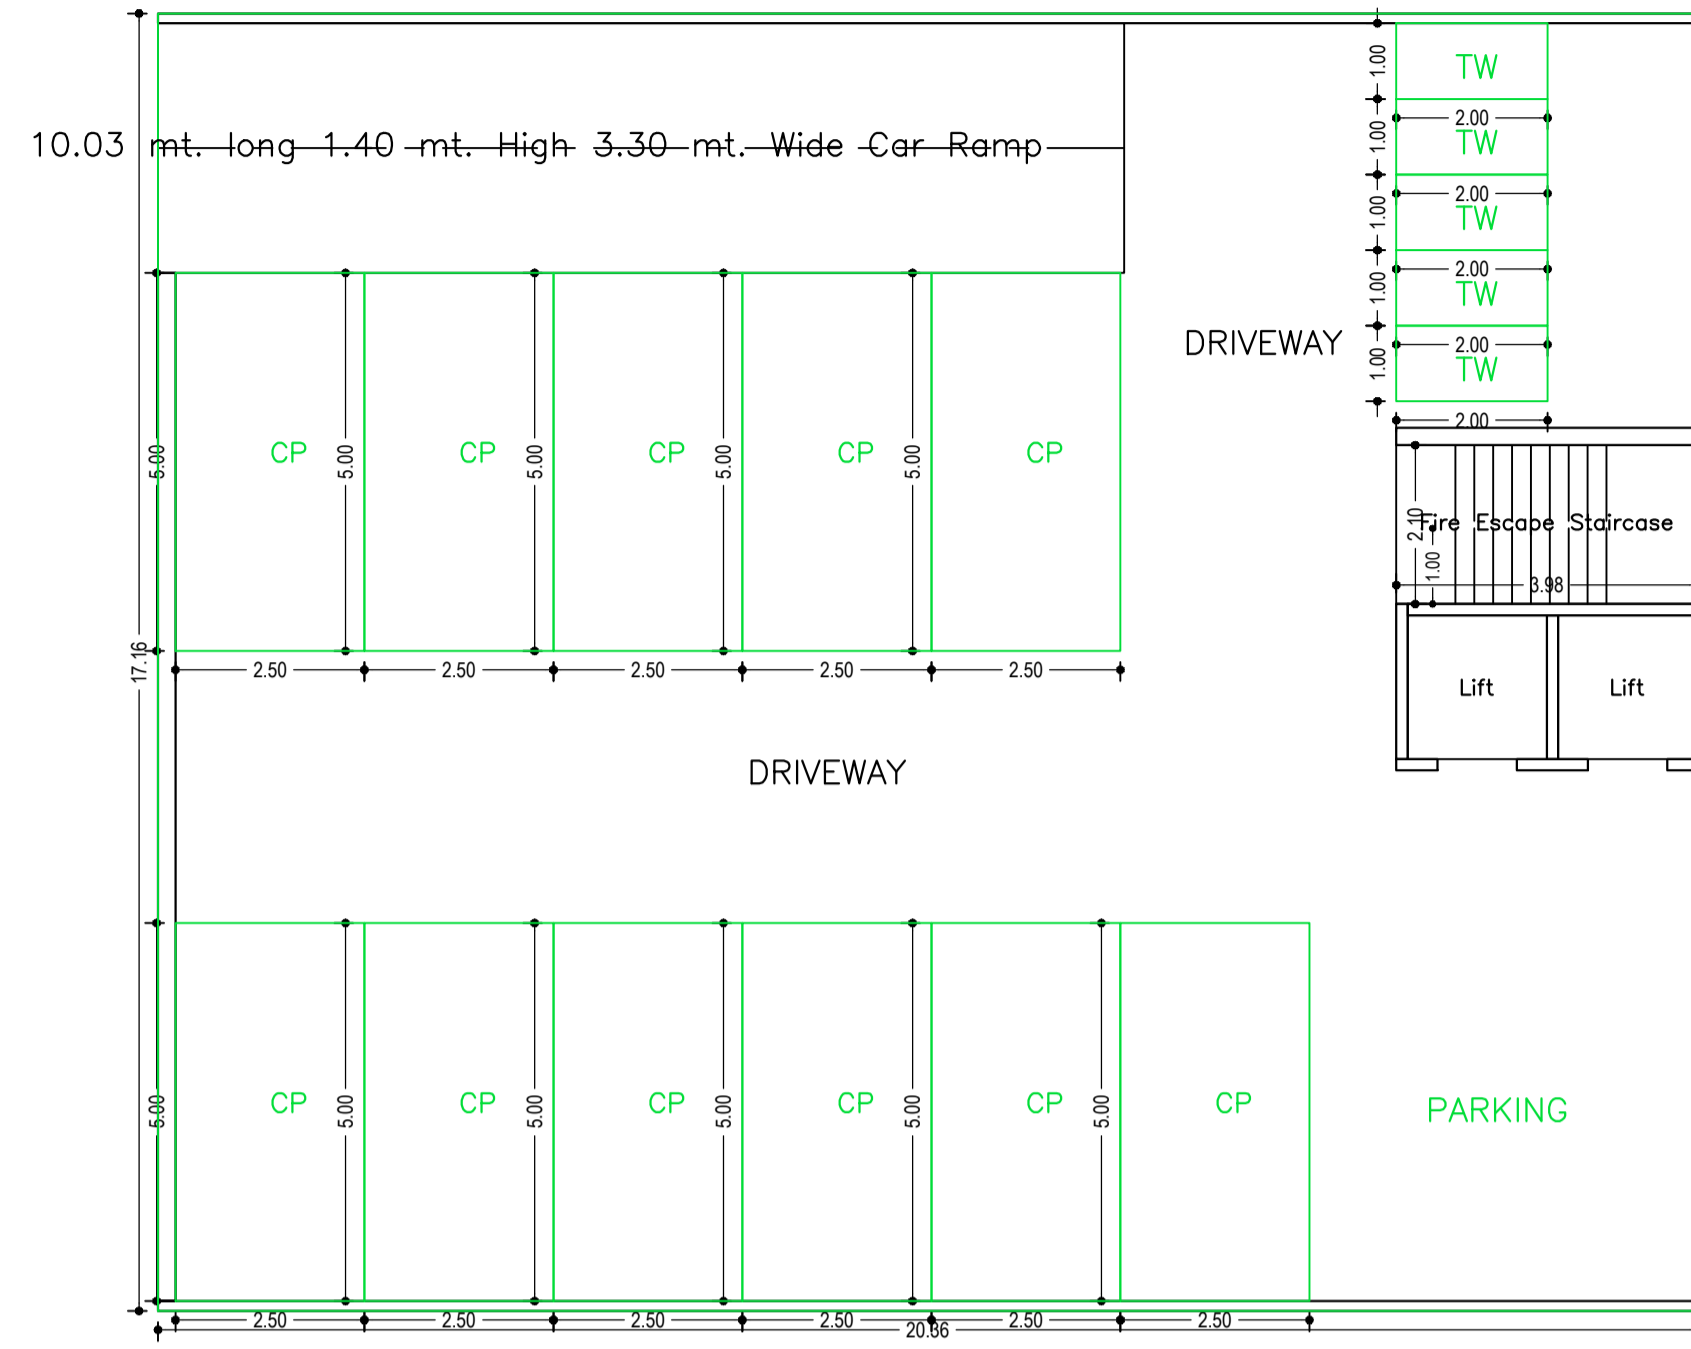 1.00
TW
2.00
10.03 mt. long 1.40 mt. High 3.30 mt. Wide Car Ramp
1.00
TW
2.00
1.00
TW
2.00
1.00
TW
2.00
DRIVEWAY
1.00
TW
2.00
5.00 CP 5.00 CP 5.00 CP 5.00 CP 5.00 CP
2.10
Fire Escape Staircase
1.00
3.98
17.16
2.50 2.50 2.50 2.50 2.50
Lift Lift
DRIVEWAY
5.00 CP 5.00 CP 5.00 CP 5.00 CP 5.00 CP 5.00 CP
PARKING
2.50 2.50 2.50 2.50 2.50 2.50
20.86